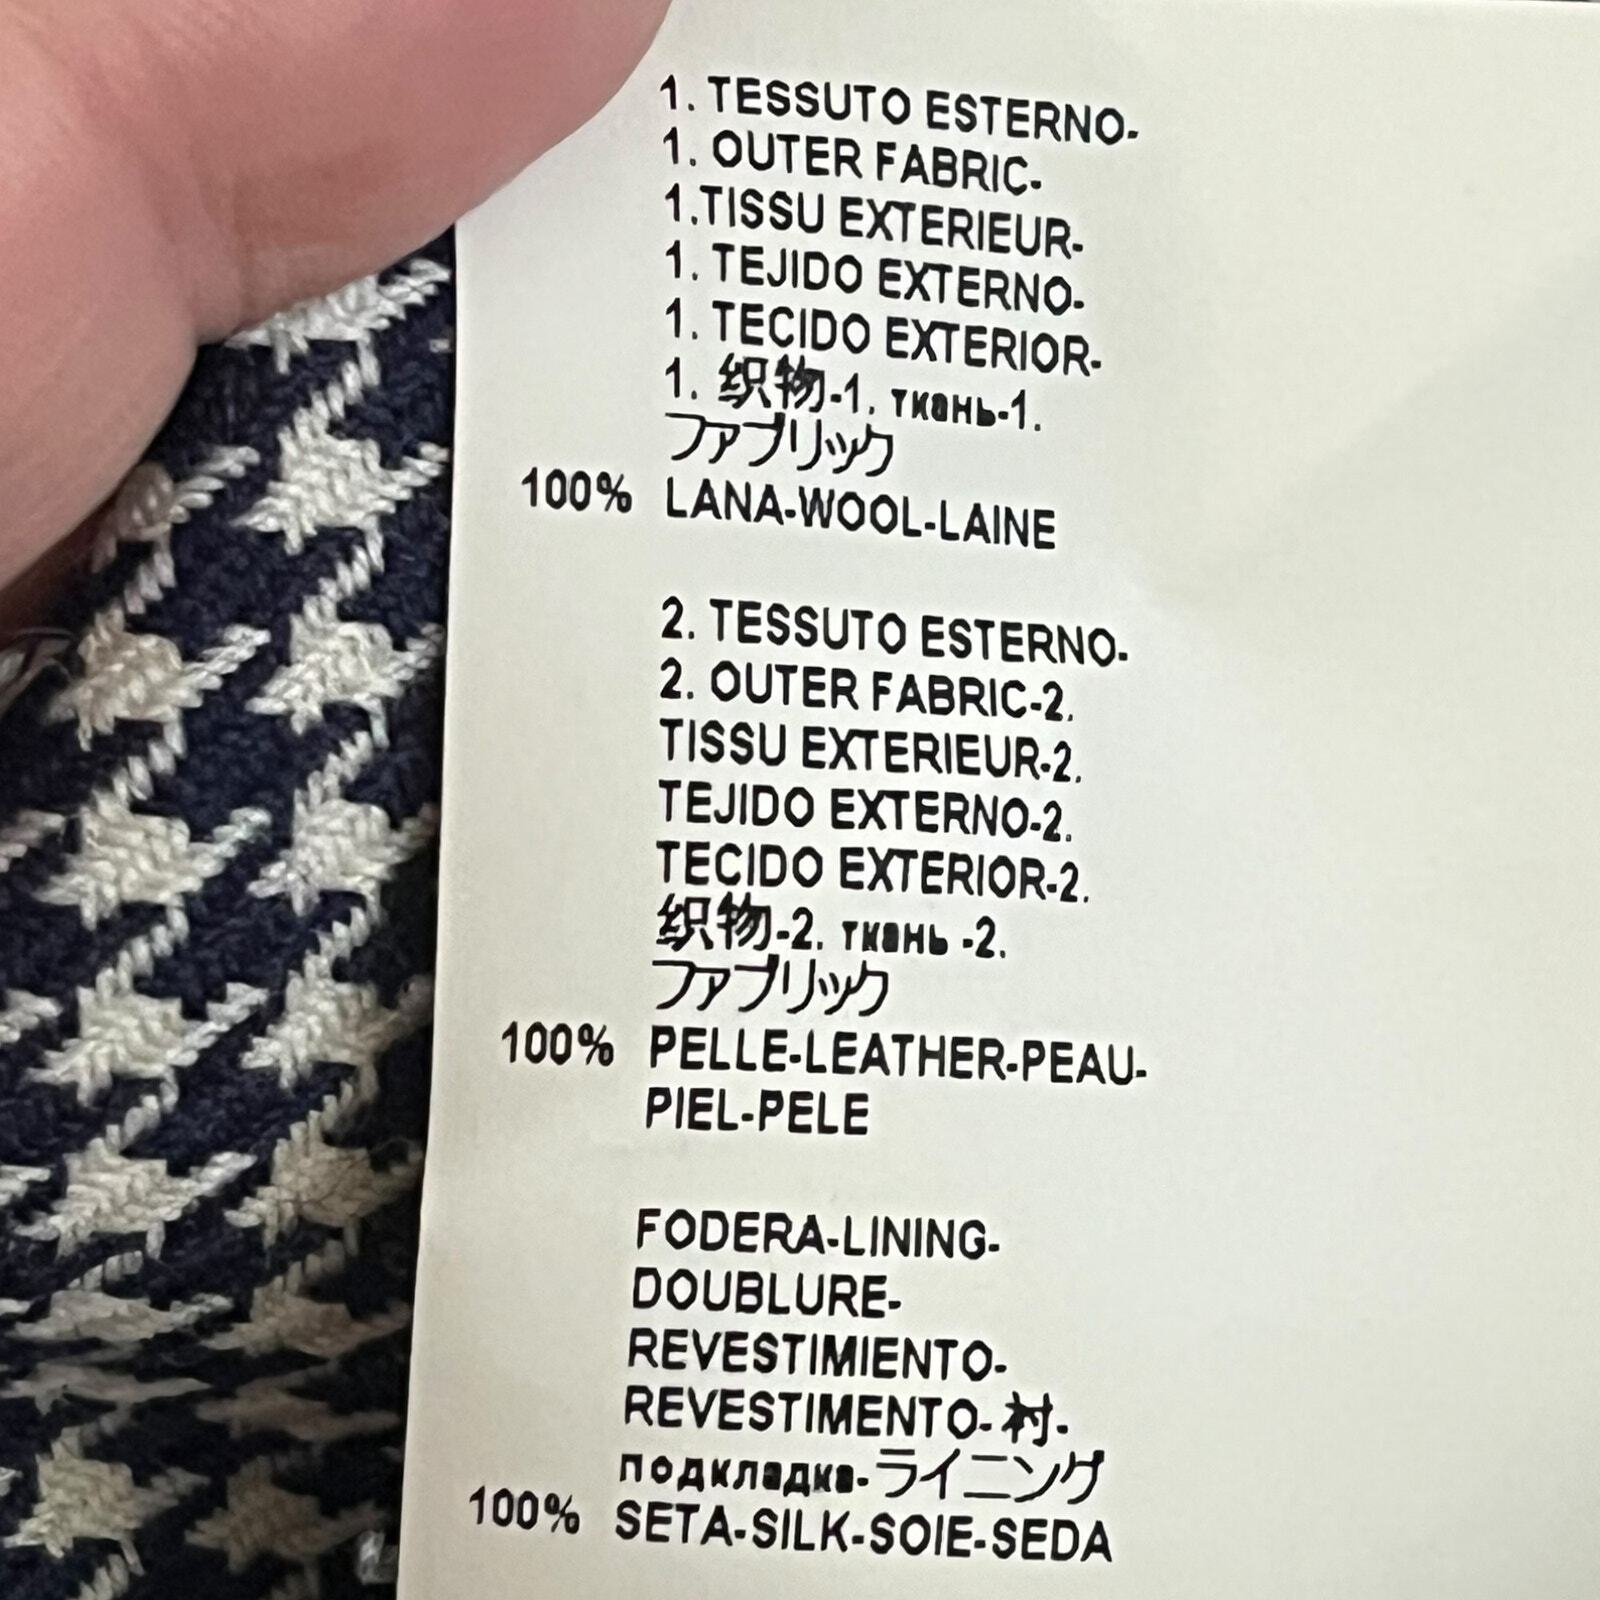 1. TESSUTO ESTERNO-
1. OUTER FABRIC-
1.TISSU EXTERIEUR-
1. TEJIDO EXTERNO-
1. TECIDO EXTERIOR-
1. 织物-1. ткань-1.
ファブリック
100% LANA-WOOL-LAINE
2. TESSUTO ESTERNO-
2. OUTER FABRIC-2.
TISSU EXTERIEUR-2.
TEJIDO EXTERNO-2.
TECIDO EXTERIOR-2.
织物-2. ткань -2.
ファブリック
100% PELLE-LEATHER-PEAU-
PIEL-PELE
FODERA-LINING-
DOUBLURE-
REVESTIMIENTO-
REVESTIMENTO-衬-
подкладка-ライニング
100% SETA-SILK-SOIE-SEDA